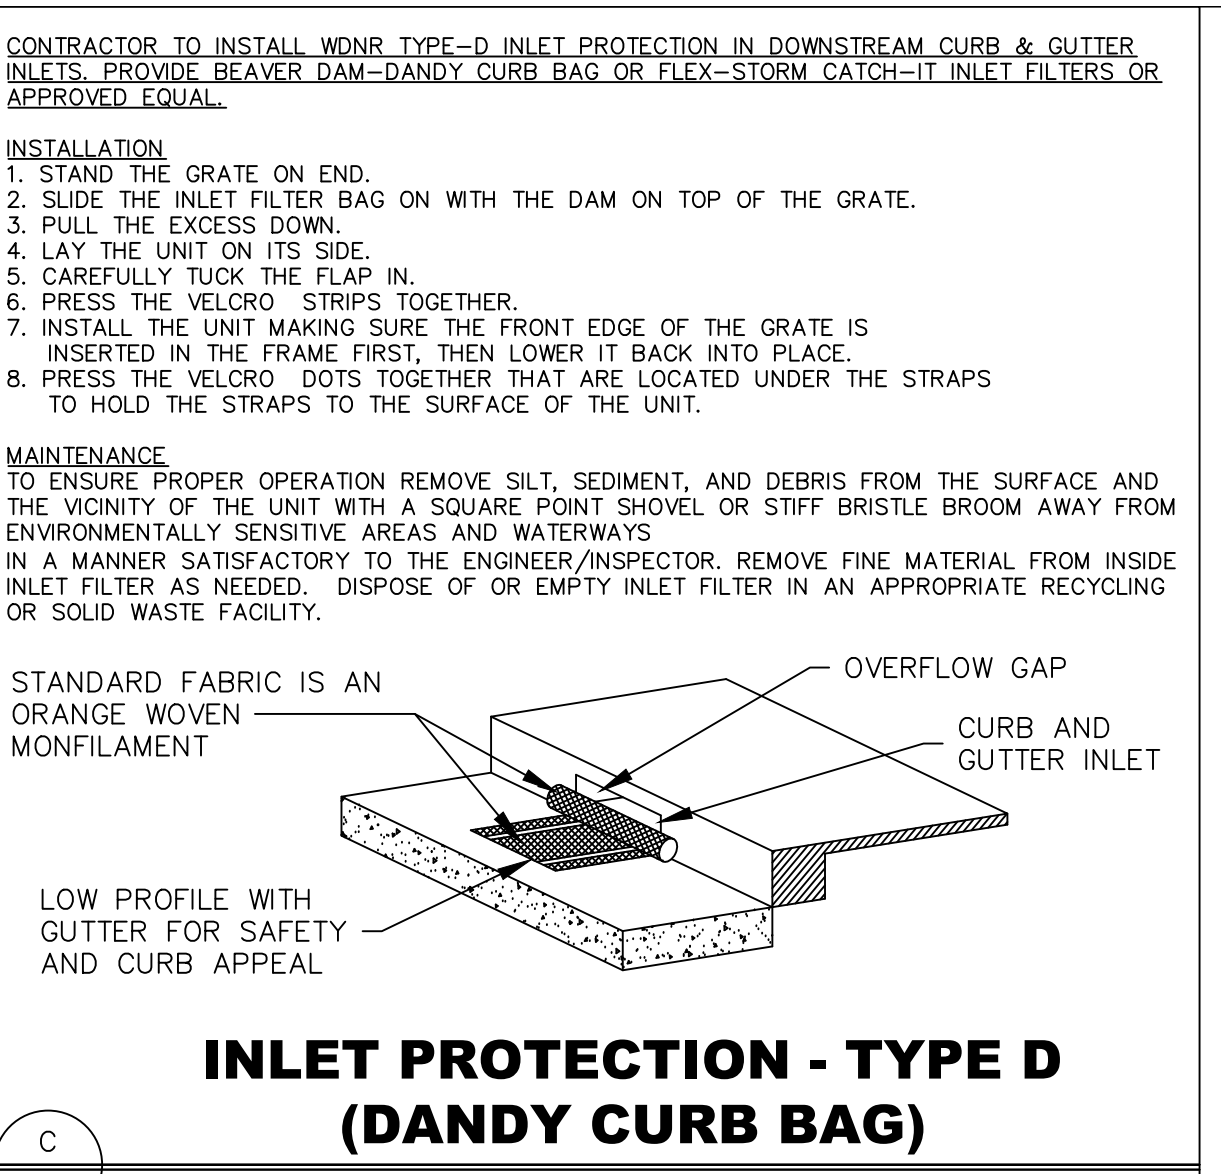 CONTRACTOR TO INSTALL WDNR TYPE-D INLET PROTECTION IN DOWNSTREAM CURB & GUTTER
INLETS. PROVIDE BEAVER DAM-DANDY CURB BAG OR FLEX-STORM CATCH-IT INLET FILTERS OR
APPROVED EQUAL.
INSTALLATION
1. STAND THE GRATE ON END.
2. SLIDE THE INLET FILTER BAG ON WITH THE DAM ON TOP OF THE GRATE.
3. PULL THE EXCESS DOWN.
4. LAY THE UNIT ON ITS SIDE.
5. CAREFULLY TUCK THE FLAP IN.
6. PRESS THE VELCRO STRIPS TOGETHER.
7. INSTALL THE UNIT MAKING SURE THE FRONT EDGE OF THE GRATE IS
INSERTED IN THE FRAME FIRST, THEN LOWER IT BACK INTO PLACE.
8. PRESS THE VELCRO DOTS TOGETHER THAT ARE LOCATED UNDER THE STRAPS
TO HOLD THE STRAPS TO THE SURFACE OF THE UNIT.
MAINTENANCE
TO ENSURE PROPER OPERATION REMOVE SILT, SEDIMENT, AND DEBRIS FROM THE SURFACE AND
THE VICINITY OF THE UNIT WITH A SQUARE POINT SHOVEL OR STIFF BRISTLE BROOM AWAY FROM
ENVIRONMENTALLY SENSITIVE AREAS AND WATERWAYS
IN A MANNER SATISFACTORY TO THE ENGINEER/INSPECTOR. REMOVE FINE MATERIAL FROM INSIDE
INLET FILTER AS NEEDED. DISPOSE OF OR EMPTY INLET FILTER IN AN APPROPRIATE RECYCLING
OR SOLID WASTE FACILITY.
STANDARD FABRIC IS AN
ORANGE WOVEN
MONFILAMENT
OVERFLOW GAP
CURB AND
GUTTER INLET
LOW PROFILE WITH
GUTTER FOR SAFETY
AND CURB APPEAL
INLET PROTECTION - TYPE D
(DANDY CURB BAG)
C